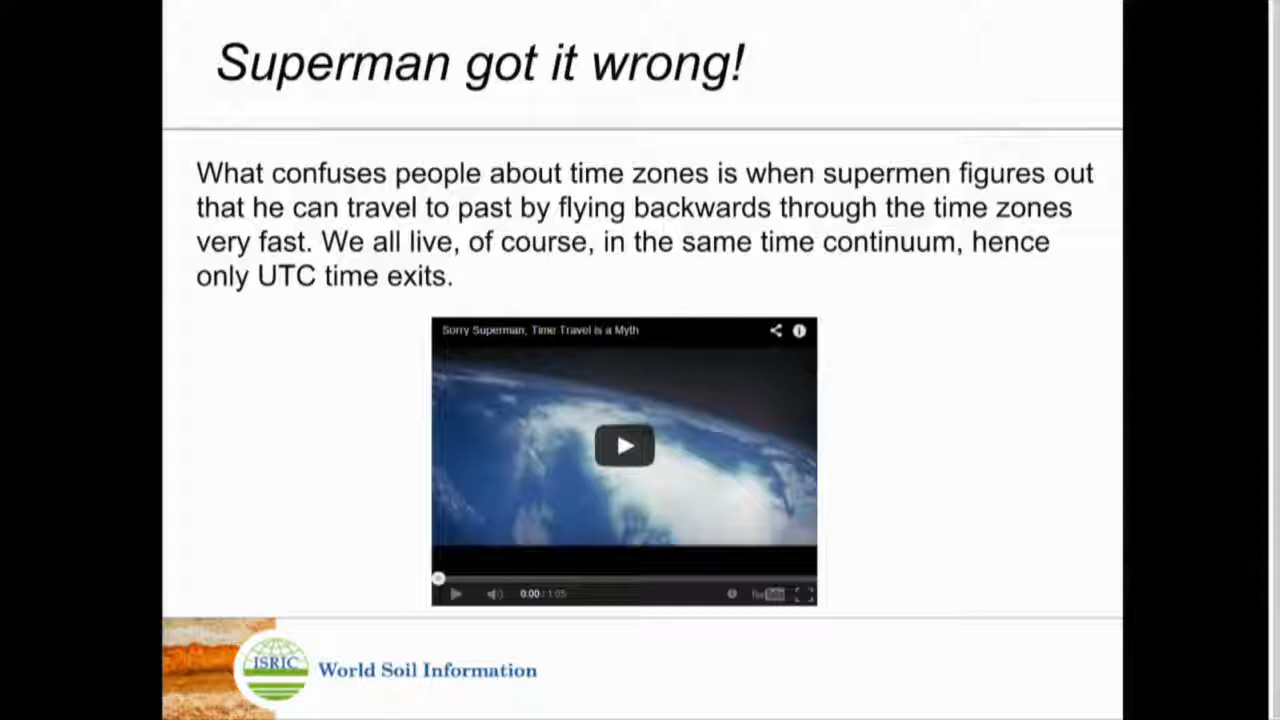 Superman got it wrong!
What confuses people about time zones is when supermen figures out
that he can travel to past by flying backwards through the time zones
very fast. We all live, of course, in the same time continuum, hence
only UTC time exits.
Sorry Superman, Time Travel is a Myth
0:00 / 1:05
YouTube
ISRIC
World Soil Information